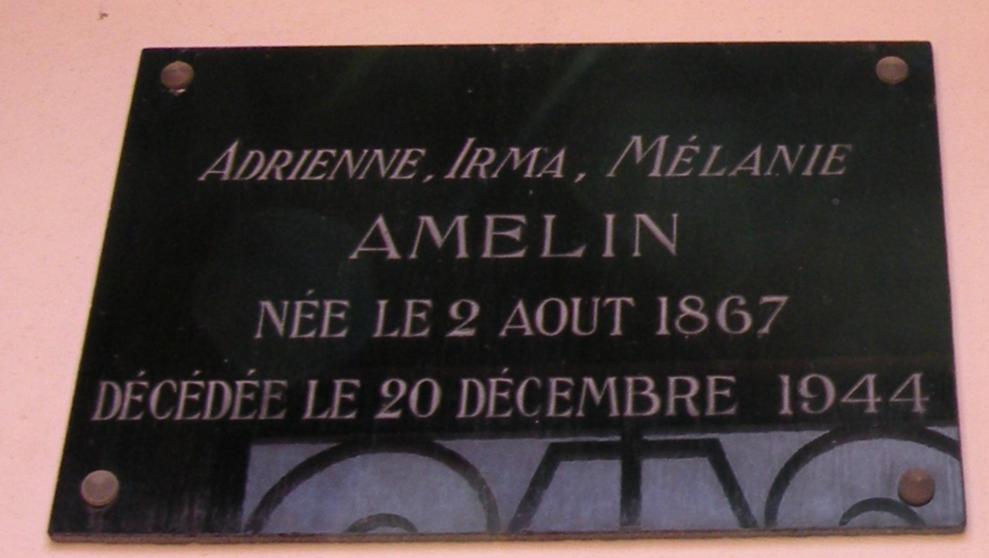 ADRIENNE, IRMA, MÉLANIE
AMELIN
NÉE LE 2 AOUT 1867
DÉCÉDÉE LE 20 DÉCEMBRE 1944